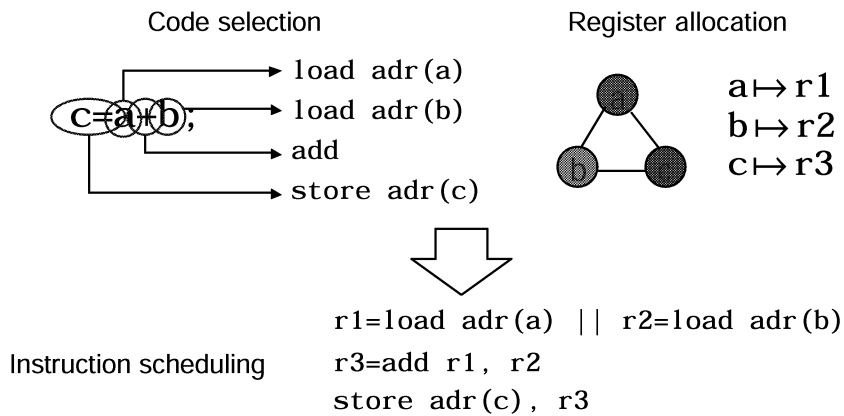 Code selection
Register allocation
c=a+b;
load adr(a)
load adr(b)
add
store adr(c)
a
b
c
a↦r1
b↦r2
c↦r3
r1=load adr(a) || r2=load adr(b)
Instruction scheduling
r3=add r1, r2
store adr(c), r3